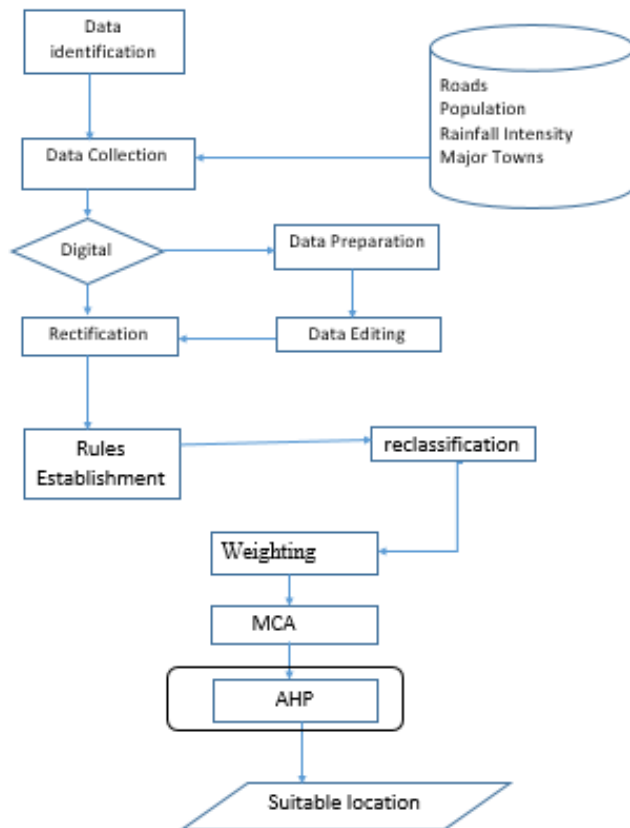 Data
identification
Roads
Population
Rainfall Intensity
Major Towns
Data Collection
Digital
Data Preparation
Rectification
Data Editing
Rules
Establishment
reclassification
Weighting
MCA
AHP
Suitable location